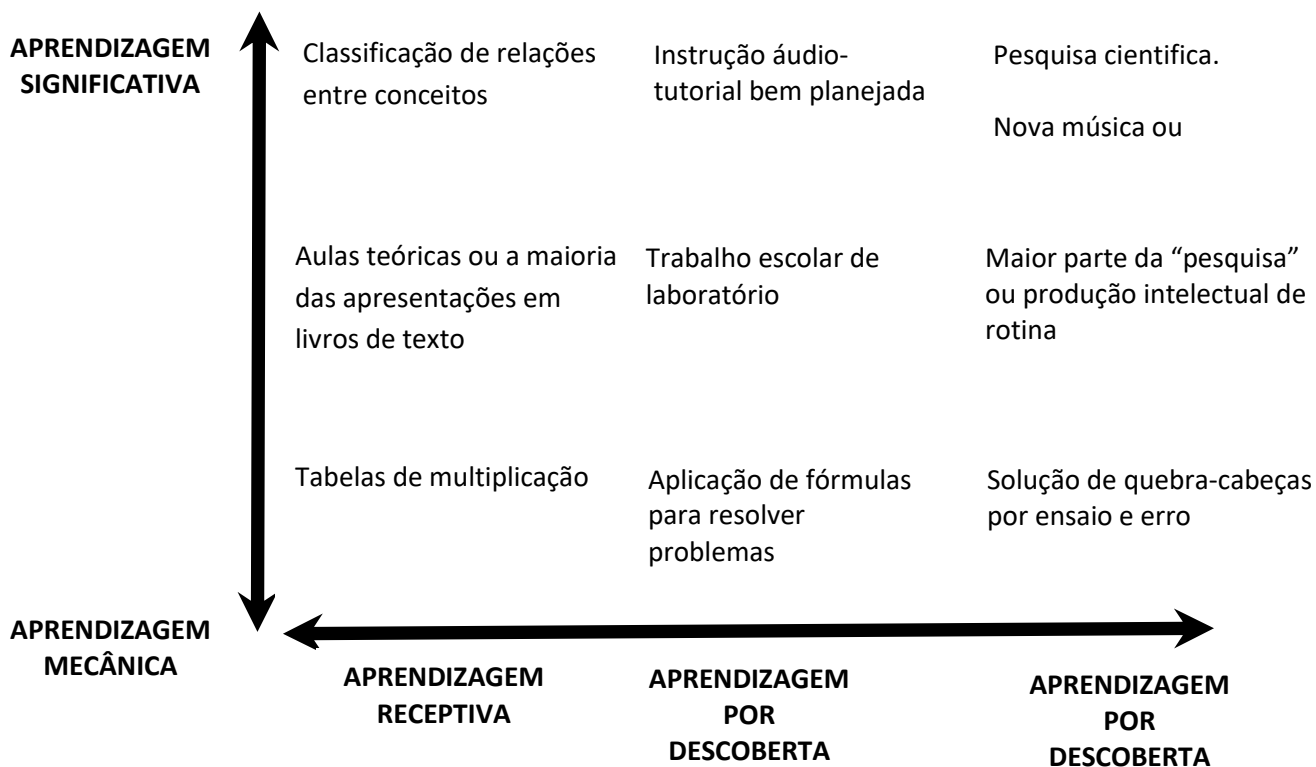 APRENDIZAGEM
SIGNIFICATIVA
Classificação de relações
entre conceitos
Instrução áudio-
tutorial bem planejada
Pesquisa cientifica.
Nova música ou
Aulas teóricas ou a maioria
das apresentações em
livros de texto
Trabalho escolar de
laboratório
Maior parte da “pesquisa”
ou produção intelectual de
rotina
Tabelas de multiplicação
Aplicação de fórmulas
para resolver
problemas
Solução de quebra-cabeças
por ensaio e erro
APRENDIZAGEM
MECÂNICA
APRENDIZAGEM
RECEPTIVA
APRENDIZAGEM
POR
DESCOBERTA
APRENDIZAGEM
POR
DESCOBERTA